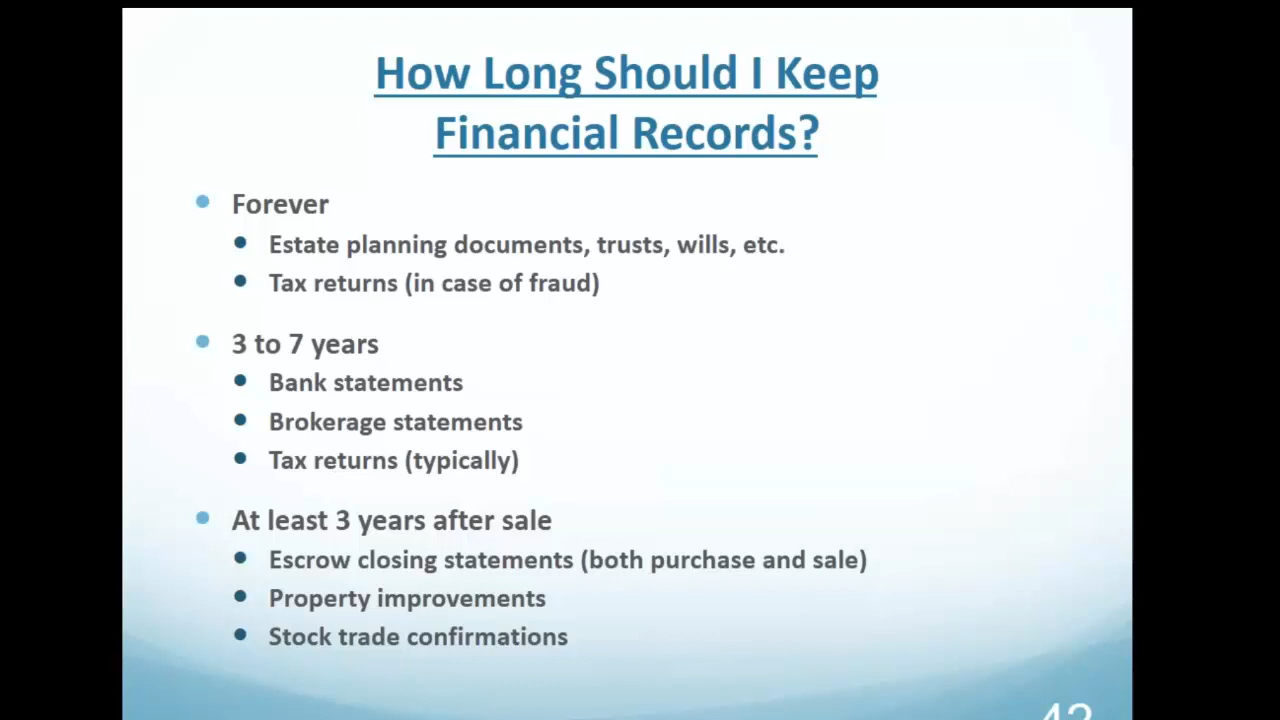 How Long Should I Keep
Financial Records?
Forever
Estate planning documents, trusts, wills, etc.
Tax returns (in case of fraud)
3 to 7 years
Bank statements
Brokerage statements
Tax returns (typically)
At least 3 years after sale
Escrow closing statements (both purchase and sale)
Property improvements
Stock trade confirmations